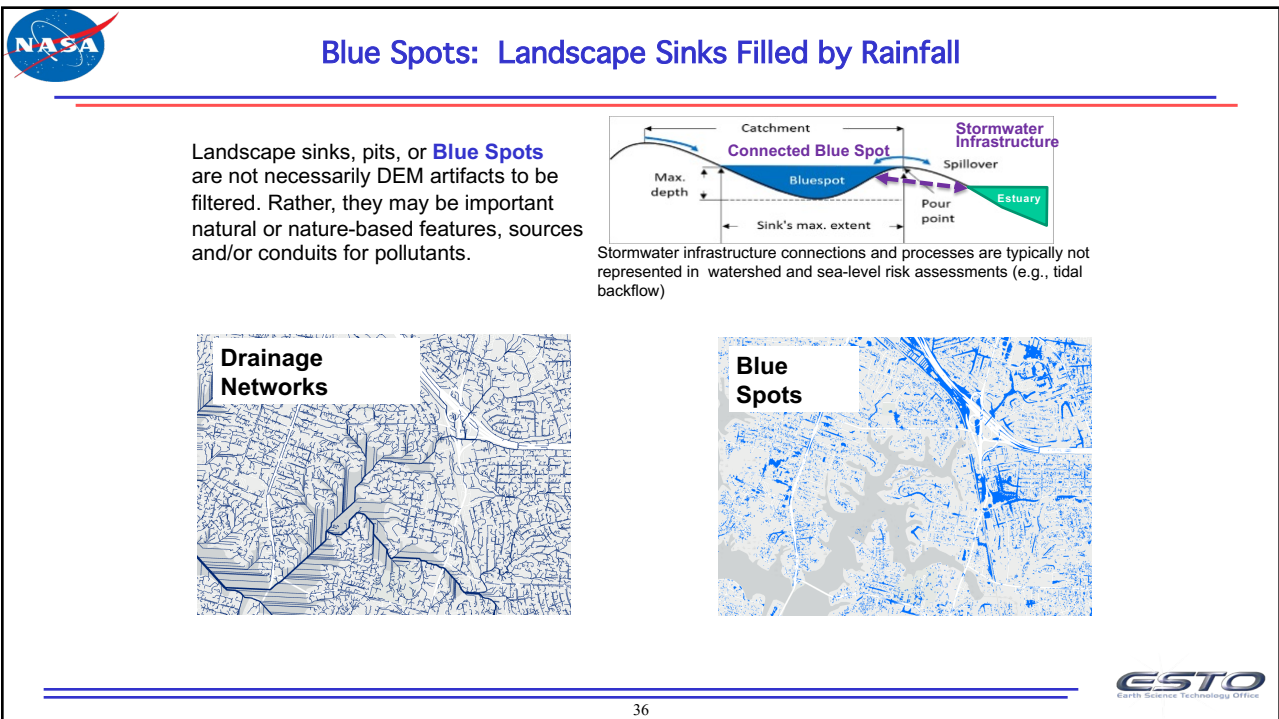 NASA
Blue Spots: Landscape Sinks Filled by Rainfall
Landscape sinks, pits, or Blue Spots
are not necessarily DEM artifacts to be
filtered. Rather, they may be important
natural or nature-based features, sources
and/or conduits for pollutants.
Catchment
Stormwater
Infrastructure
Connected Blue Spot
Spillover
Max.
depth
Bluespot
Estuary
Pour
point
Sink's max. extent
Stormwater infrastructure connections and processes are typically not
represented in watershed and sea-level risk assessments (e.g., tidal
backflow)
Drainage
Networks
Blue
Spots
ESTO
Earth Science Technology Office
36